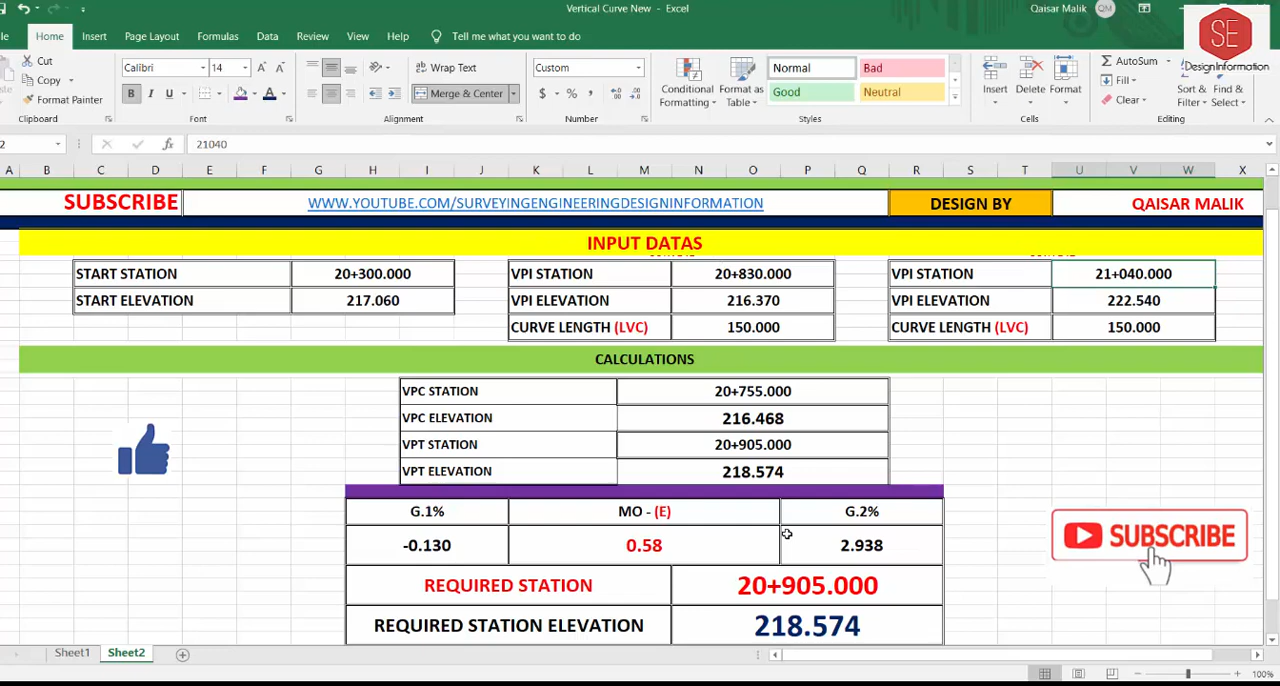 Vertical Curve New - Excel
Qaisar Malik QM
SE
Design Information
le Home Insert Page Layout Formulas Data Review View Help Tell me what you want to do
Cut
Copy
Format Painter
Clipboard
Calibri 14
B I U
Font
Wrap Text
Merge & Center
Alignment
Custom
$ % ,
Number
Conditional Formatting
Format as Table
Normal Bad
Good Neutral
Styles
Insert Delete Format
Cells
AutoSum
Fill
Clear
Sort & Filter
Find & Select
Editing
2 fx 21040
A B C D E F G H I J K L M N O P Q R S T U V W X
SUBSCRIBE WWW.YOUTUBE.COM/SURVEYINGENGINEERINGDESIGNINFORMATION DESIGN BY QAISAR MALIK
INPUT DATAS
START STATION 20+300.000 VPI STATION 20+830.000 VPI STATION 21+040.000
START ELEVATION 217.060 VPI ELEVATION 216.370 VPI ELEVATION 222.540
CURVE LENGTH (LVC) 150.000 CURVE LENGTH (LVC) 150.000
CALCULATIONS
VPC STATION 20+755.000
VPC ELEVATION 216.468
VPT STATION 20+905.000
VPT ELEVATION 218.574
G.1% MO - (E) G.2%
-0.130 0.58 2.938
SUBSCRIBE
REQUIRED STATION 20+905.000
REQUIRED STATION ELEVATION 218.574
Sheet1 Sheet2
100%